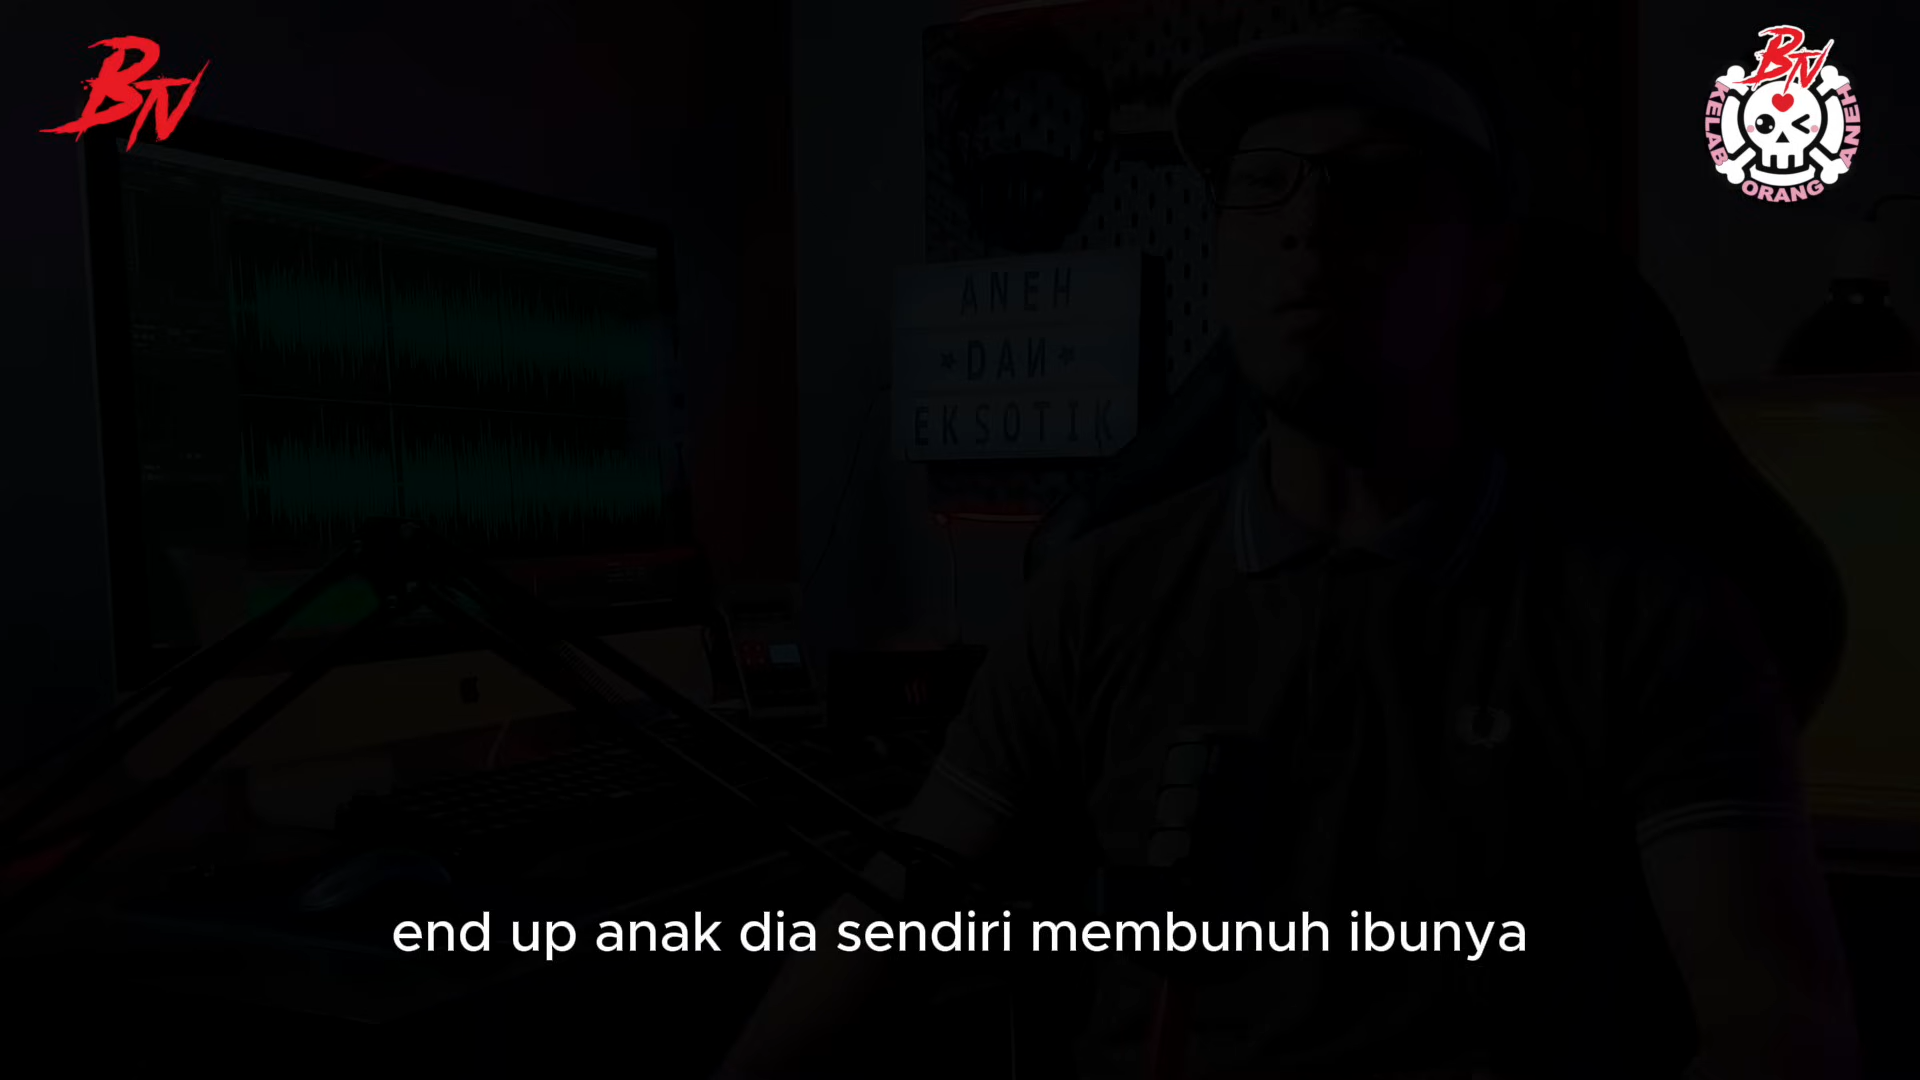 BN
BN
KELAB ORANG ANEH
ANEH
DAN
EKSOTIK
end up anak dia sendiri membunuh ibunya